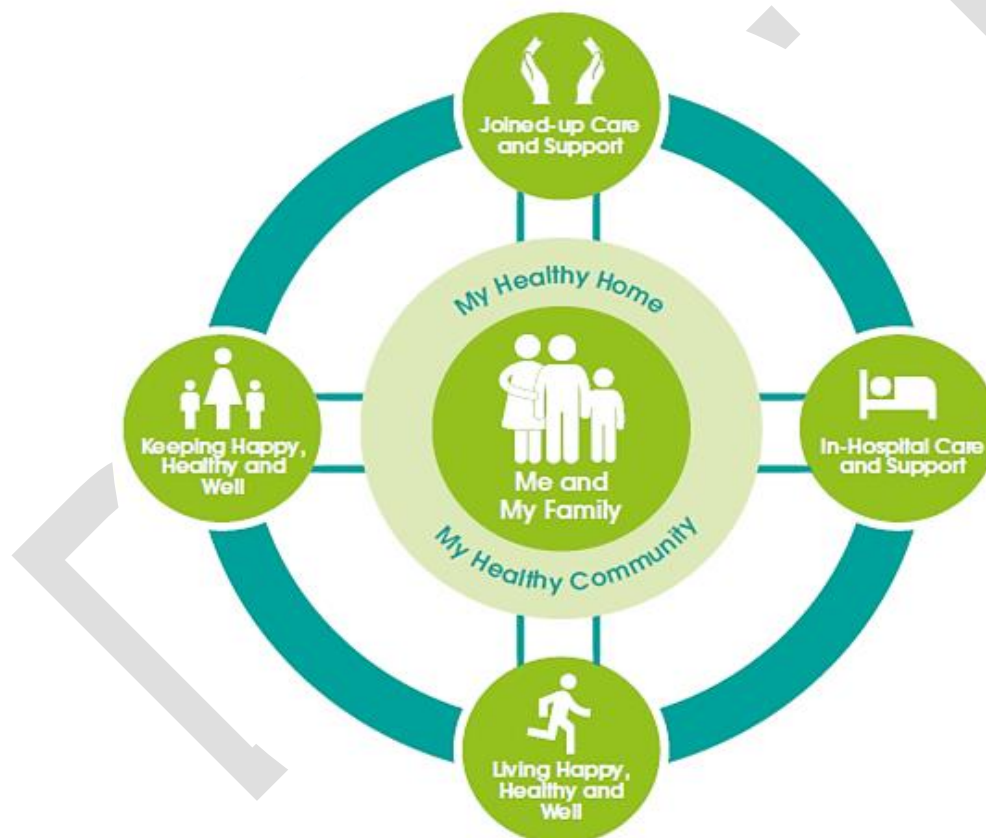 Joined-up Care
and Support
My Healthy Home
Keeping Happy,
Healthy and
Well
Me and
My Family
In-Hospital Care
and Support
My Healthy Community
Living Happy,
Healthy and
Well